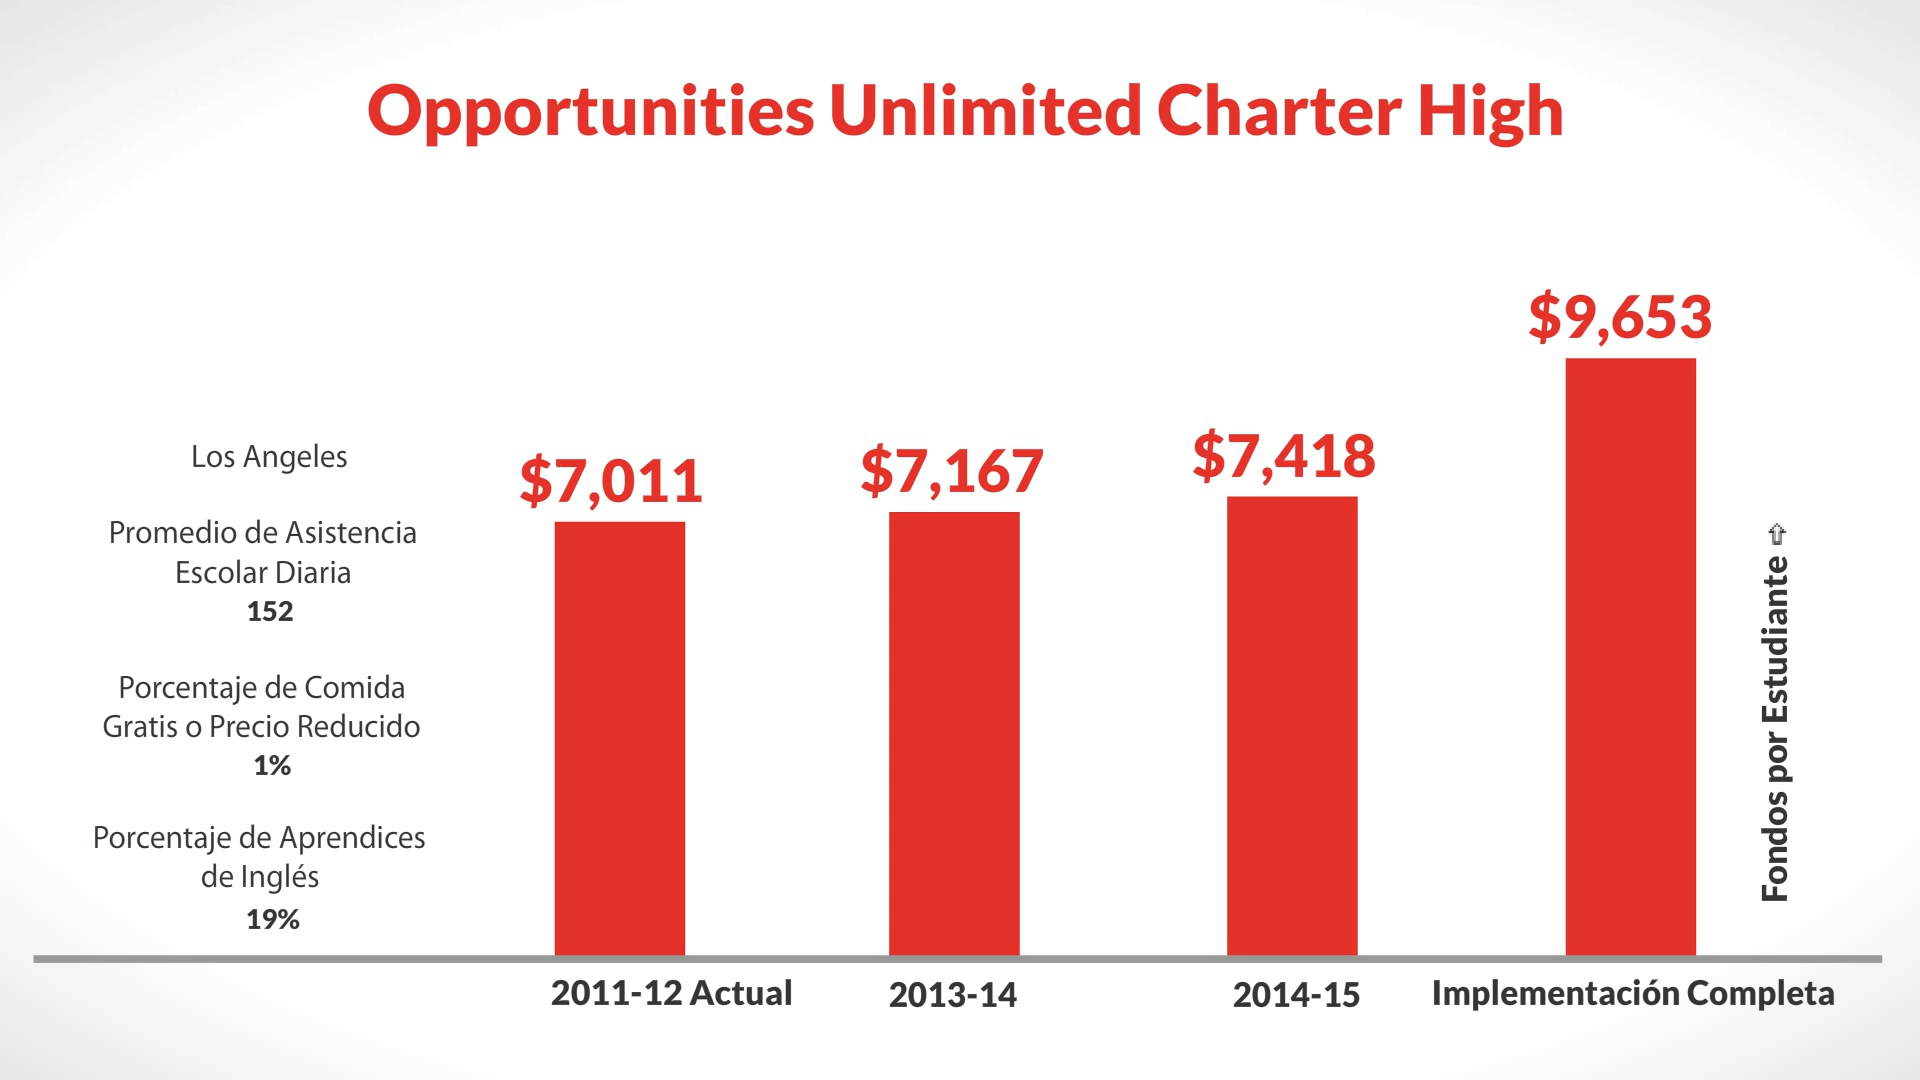 Opportunities Unlimited Charter High
Los Angeles
Promedio de Asistencia
Escolar Diaria
152
Porcentaje de Comida
Gratis o Precio Reducido
1%
Porcentaje de Aprendices
de Inglés
19%
$7,011
$7,167
$7,418
$9,653
Fondos por Estudiante ⇧
2011-12 Actual
2013-14
2014-15
Implementación Completa